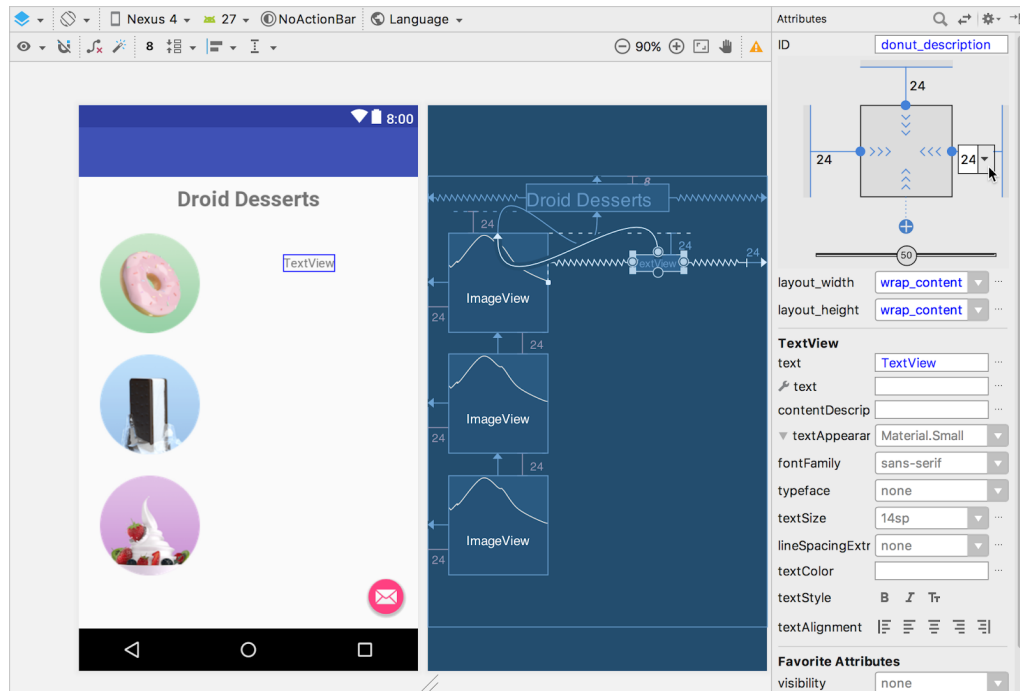 Nexus 4 27 NoActionBar Language
8 90%
Attributes
ID donut_description
24
24 24
50
layout_width wrap_content
layout_height wrap_content
TextView
text TextView
text
contentDescrip
textAppearar Material.Small
fontFamily sans-serif
typeface none
textSize 14sp
lineSpacingExtr none
textColor
textStyle B I Tт
textAlignment
Favorite Attributes
visibility none
8:00
Droid Desserts
TextView
8
Droid Desserts
24
24
TextView 24
ImageView
24
24
ImageView
24
24
ImageView
24